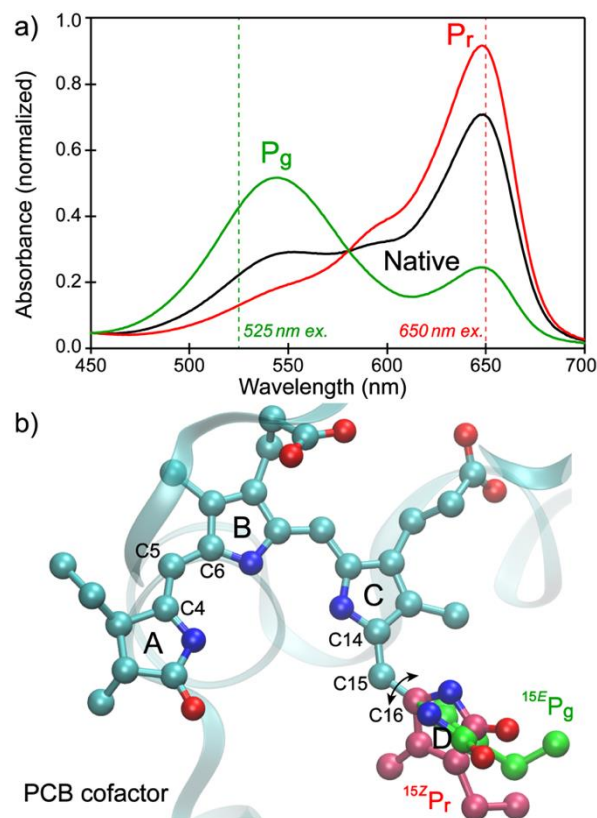 a)
Absorbance (normalized)
1.0
0.8
0.6
0.4
0.2
0.0
Pg
Pr
Native
525 nm ex.
650 nm ex.
450
500
550
600
650
700
Wavelength (nm)
b)
B
C5
C6
C4
A
C
C14
C15
C16
D
15EPg
15ZPr
PCB cofactor